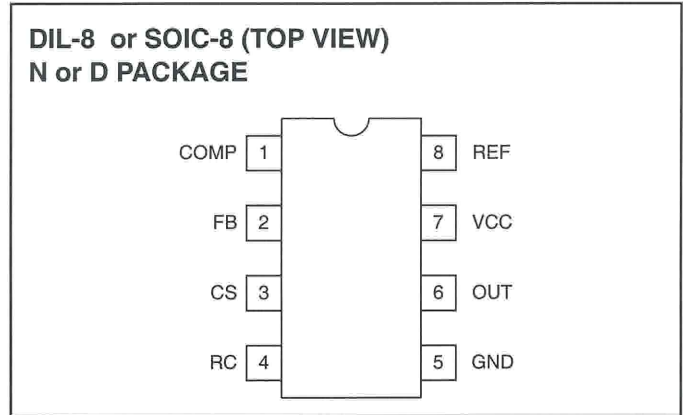 DIL-8 or SOIC-8 (TOP VIEW)
N or D PACKAGE
COMP 1 8 REF
FB 2 7 VCC
CS 3 6 OUT
RC 4 5 GND